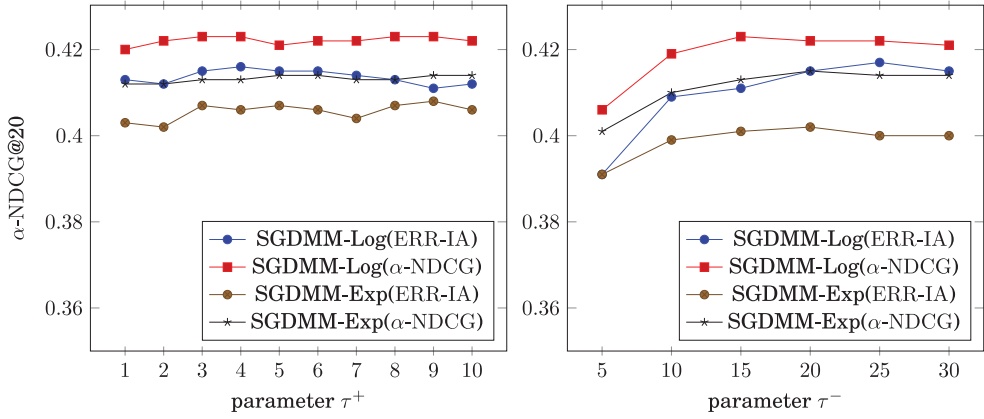 α-NDCG@20
0.42
0.4
0.38
0.36
SGDMM-Log(ERR-IA)
SGDMM-Log(α-NDCG)
SGDMM-Exp(ERR-IA)
SGDMM-Exp(α-NDCG)
1 2 3 4 5 6 7 8 9 10
parameter τ⁺
0.42
0.4
0.38
0.36
SGDMM-Log(ERR-IA)
SGDMM-Log(α-NDCG)
SGDMM-Exp(ERR-IA)
SGDMM-Exp(α-NDCG)
5 10 15 20 25 30
parameter τ⁻